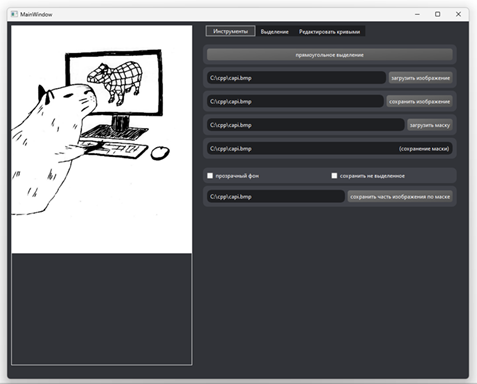 MainWindow
Инструменты Выделение Редактировать кривыми
прямоугольное выделение
C:\cpp\capi.bmp загрузить изображение
C:\cpp\capi.bmp сохранить изображение
C:\cpp\capi.bmp загрузить маску
C:\cpp\capi.bmp (сохранение маски)
прозрачный фон сохранить не выделенное
C:\cpp\capi.bmp сохранить часть изображения по маске